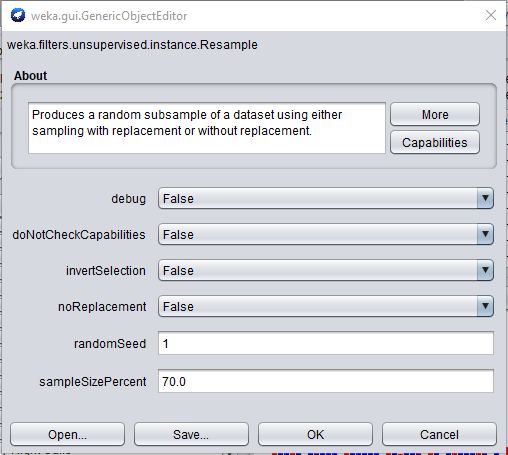 weka.gui.GenericObjectEditor
weka.filters.unsupervised.instance.Resample
About
Produces a random subsample of a dataset using either
sampling with replacement or without replacement.
More
Capabilities
debug False
doNotCheckCapabilities False
invertSelection False
noReplacement False
randomSeed 1
sampleSizePercent 70.0
Open... Save... OK Cancel